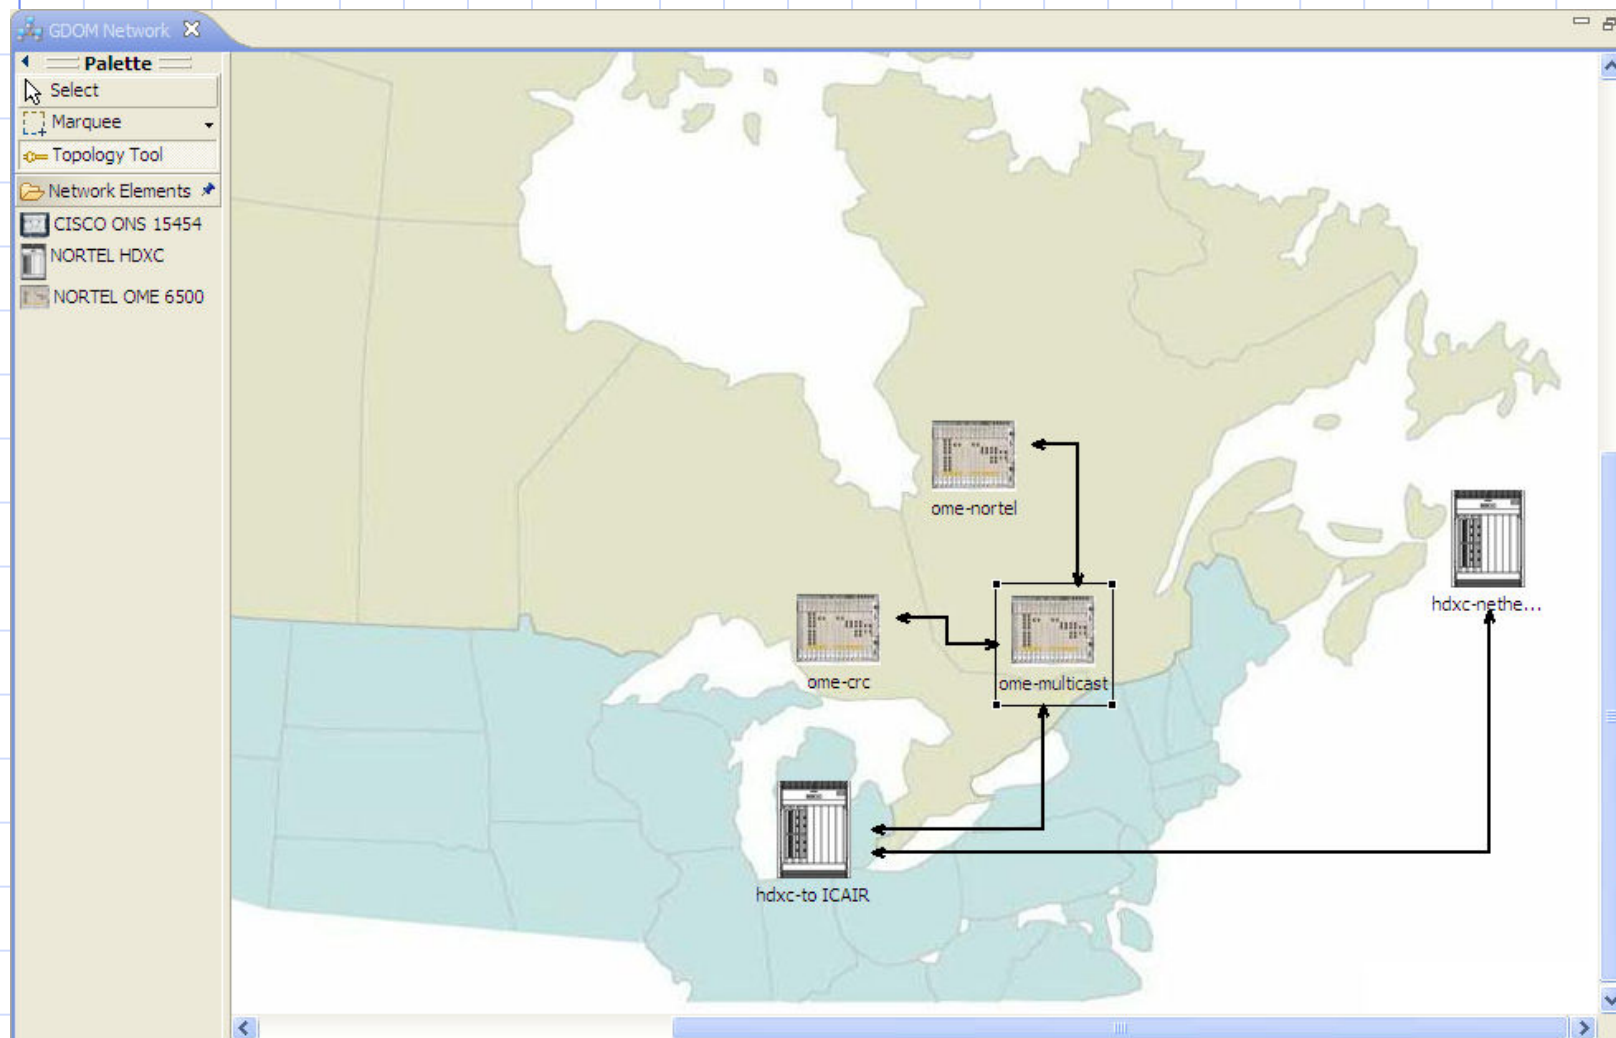 GDOM Network
Palette
Select
Marquee
Topology Tool
Network Elements
CISCO ONS 15454
NORTEL HDXC
NORTEL OME 6500
ome-nortel
hdxc-nethe...
ome-crc
ome-multicast
hdxc-to ICAIR